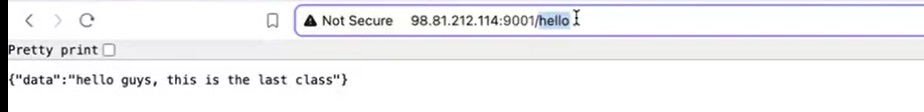 Not Secure 98.81.212.114:9001/hello
Pretty print
{"data":"hello guys, this is the last class"}